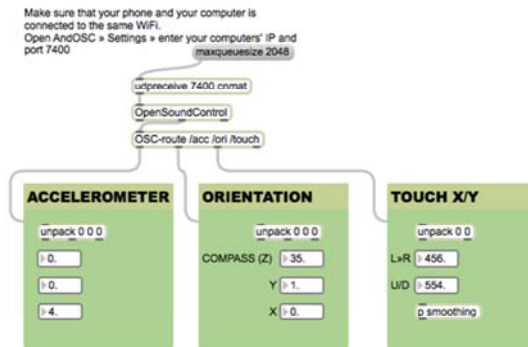 Make sure that your phone and your computer is
connected to the same WiFi.
Open AndOSC » Settings » enter your computers' IP and
port 7400
maxqueuesize 2048
udpreceive 7400 cnmat
OpenSoundControl
OSC-route /acc /ori /touch
ACCELEROMETER
unpack 0 0 0
0.
0.
4.
ORIENTATION
unpack 0 0 0
COMPASS (Z) 35.
Y 1.
X 0.
TOUCH X/Y
unpack 0 0
L»R 456.
U/D 554.
p smoothing